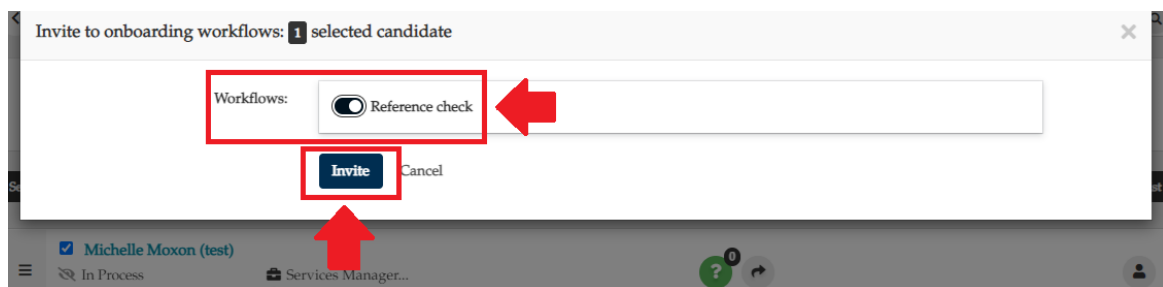 Invite to onboarding workflows: 1 selected candidate
×
Workflows:
Reference check
Invite
Cancel
Michelle Moxon (test)
In Process
Services Manager...
?
0